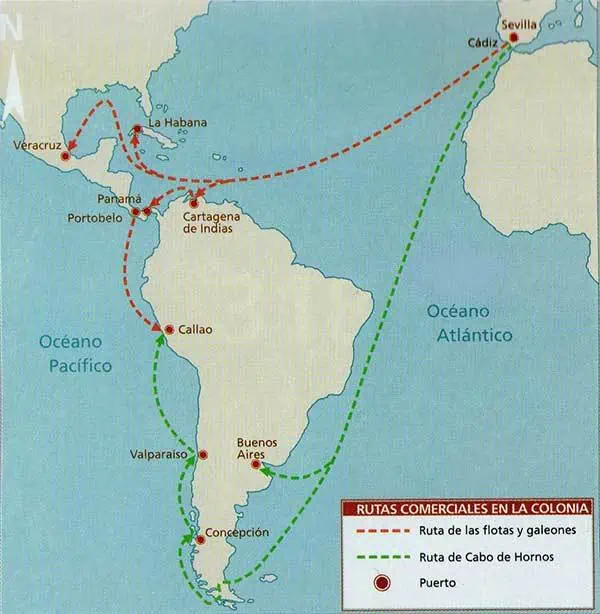 N
Sevilla
Cádiz
La Habana
Veracruz
Panamá
Portobelo
Cartagena
de Indias
Callao
Océano
Pacífico
Océano
Atlántico
Valparaíso
Buenos
Aires
Concepción
RUTAS COMERCIALES EN LA COLONIA
Ruta de las flotas y galeones
Ruta de Cabo de Hornos
Puerto